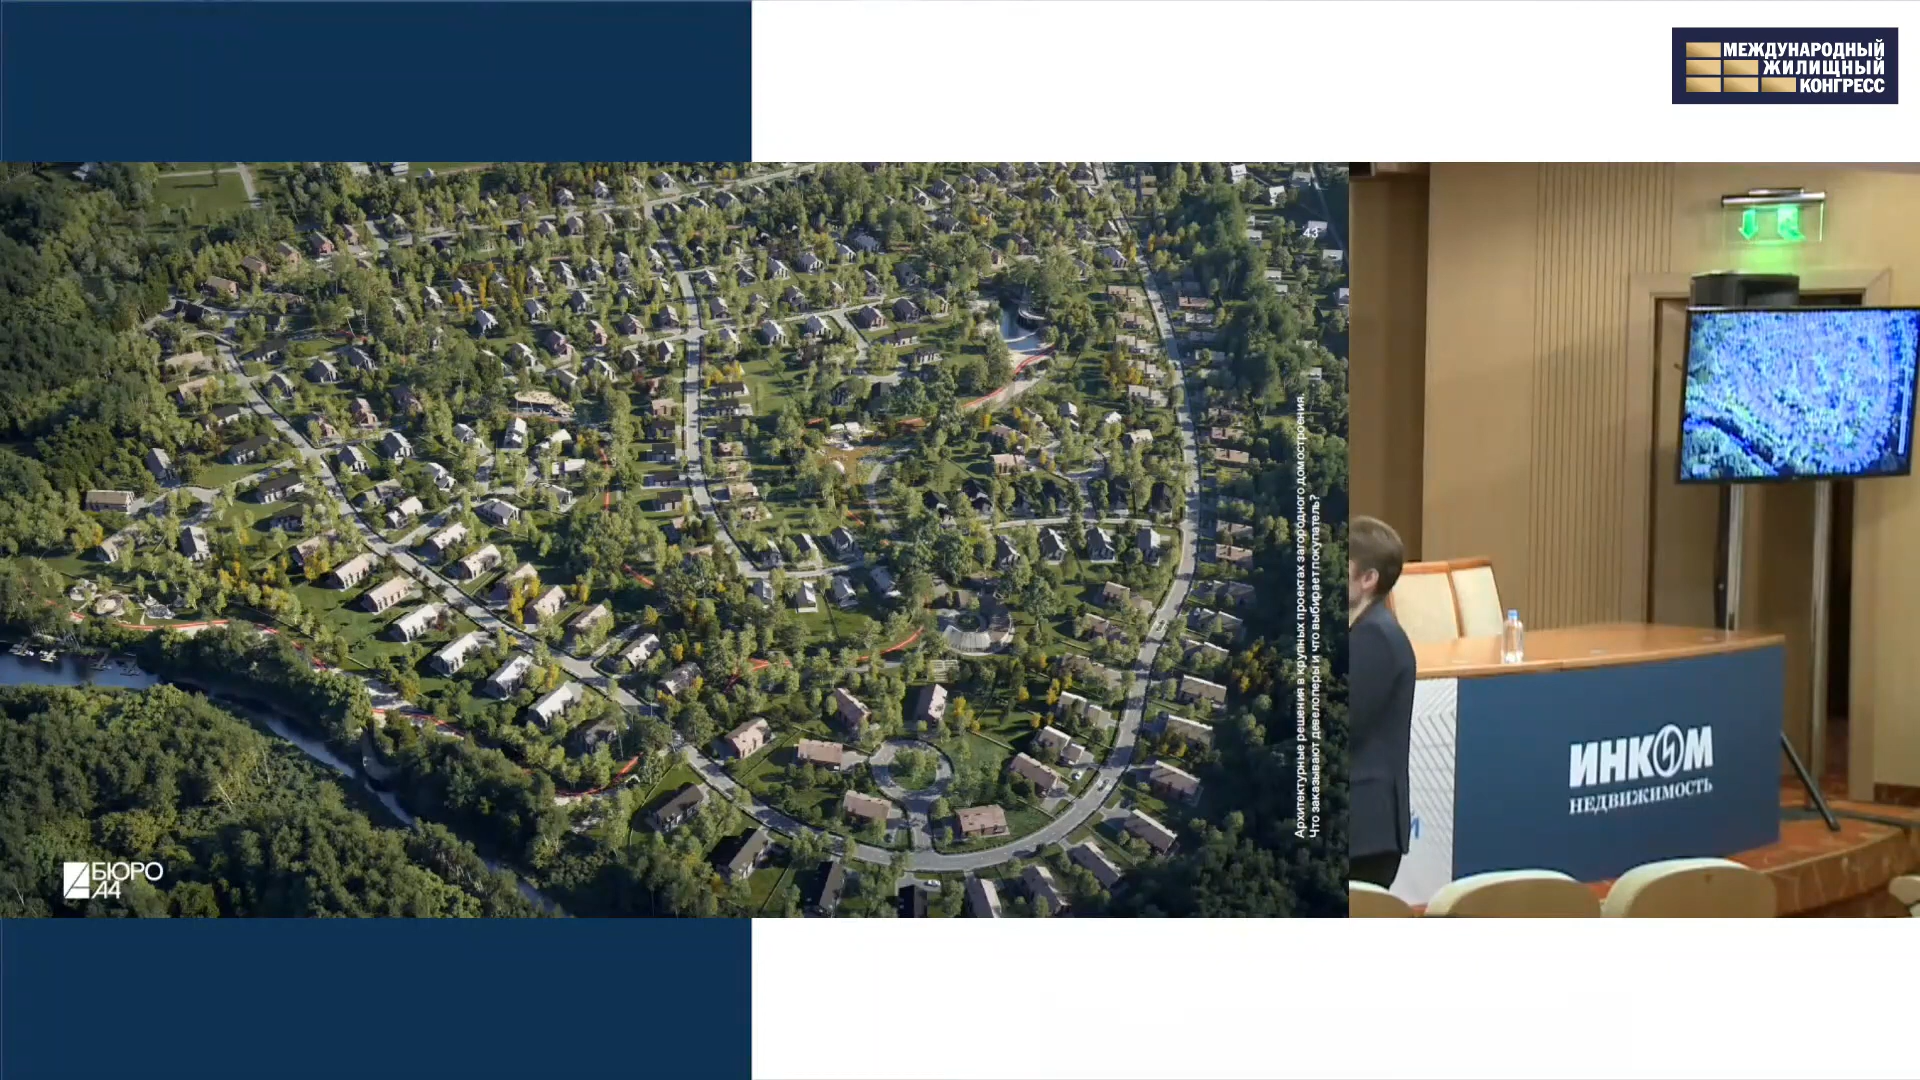 МЕЖДУНАРОДНЫЙ
ЖИЛИЩНЫЙ
КОНГРЕСС
43
Архитектурные решения в крупных проектах загородного домостроения.
Что заказывают девелоперы и что выбирает покупатель?
БЮРО
А4
ИНКОМ
НЕДВИЖИМОСТЬ